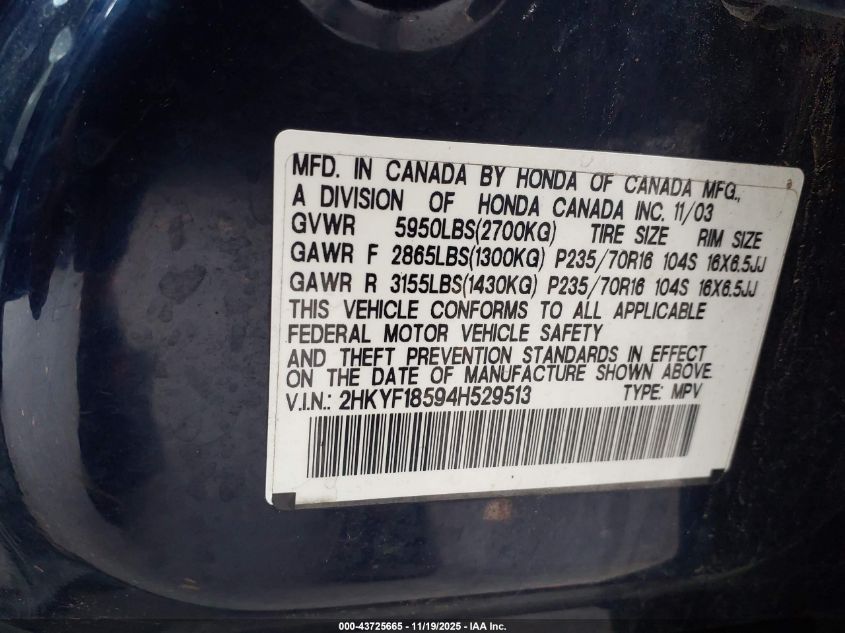 MFD. IN CANADA BY HONDA OF CANADA MFG.,
A DIVISION OF HONDA CANADA INC. 11/03
GVWR 5950LBS(2700KG) TIRE SIZE RIM SIZE
GAWR F 2865LBS(1300KG) P235/70R16 104S 16X6.5JJ
GAWR R 3155LBS(1430KG) P235/70R16 104S 16X6.5JJ
THIS VEHICLE CONFORMS TO ALL APPLICABLE
FEDERAL MOTOR VEHICLE SAFETY
AND THEFT PREVENTION STANDARDS IN EFFECT
ON THE DATE OF MANUFACTURE SHOWN ABOVE.
V.I.N.: 2HKYF18594H529513 TYPE: MPV
000-43725665 - 11/19/2025 - IAA Inc.